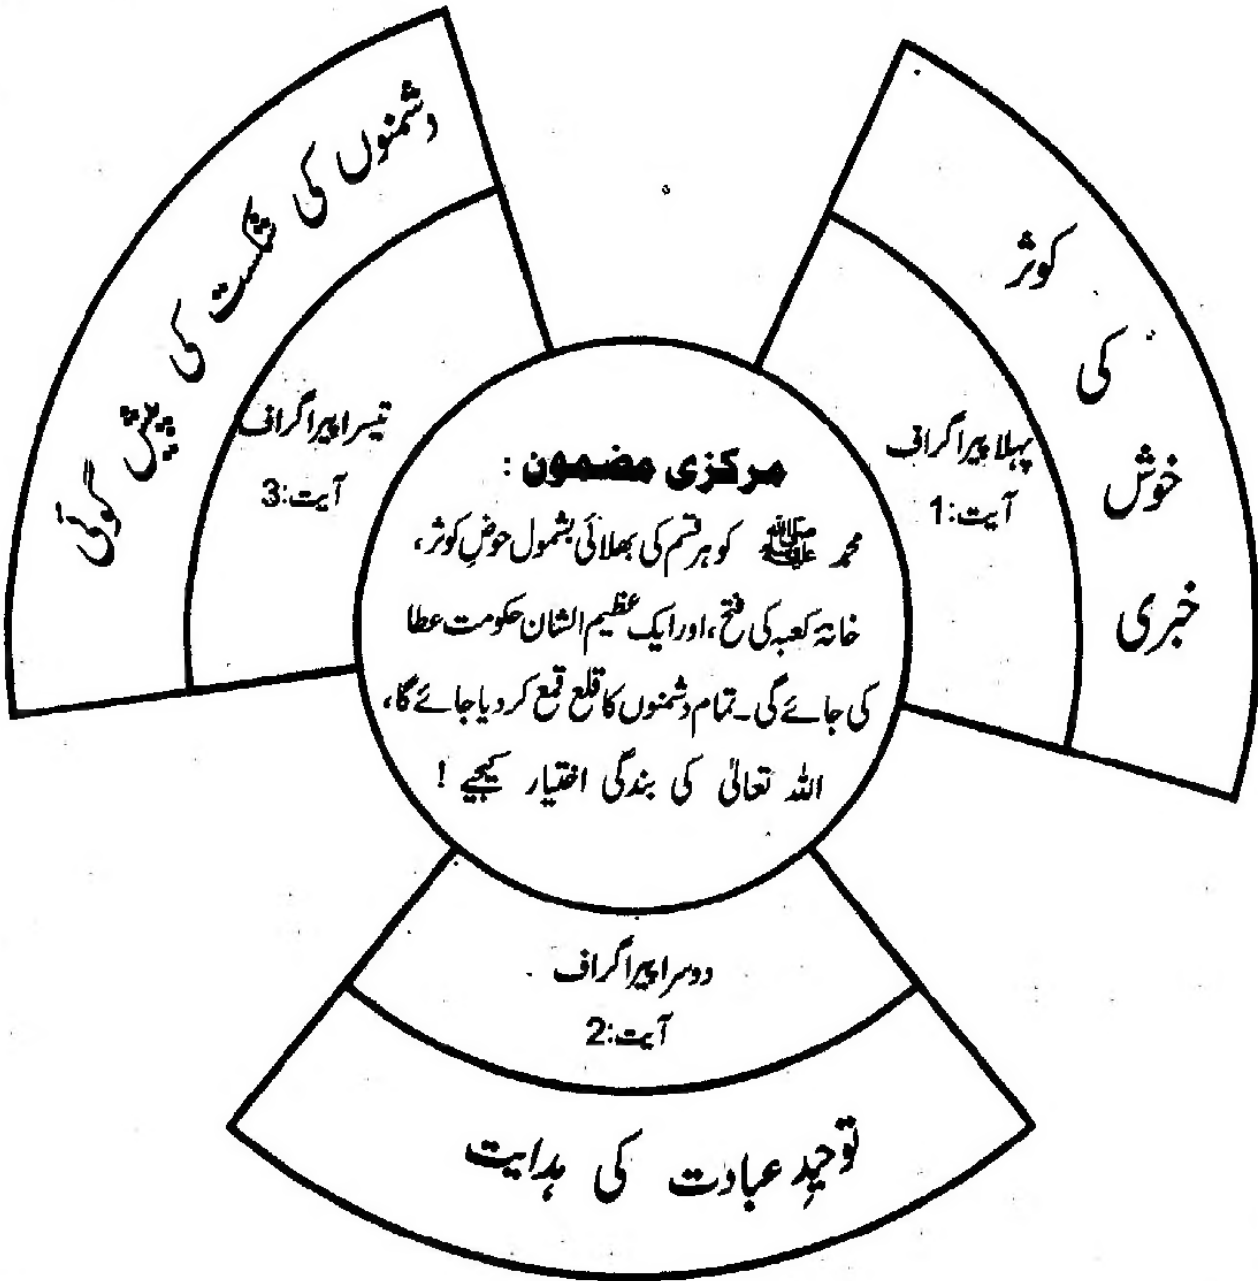 کوثر کی خوش خبری
پہلا پیراگراف
آیت:1
دشمنوں کی شکست کی پیش گوئی
تیسرا پیراگراف
آیت:3
مرکزی مضمون :
محمد ﷺ کو ہر قسم کی بھلائی بشمول حوضِ کوثر،
خانۂ کعبہ کی فتح، اور ایک عظیم الشان حکومت عطا
کی جائے گی۔ تمام دشمنوں کا قلع قمع کر دیا جائے گا،
اللہ تعالیٰ کی بندگی اختیار کیجیے !
دوسرا پیراگراف
آیت:2
توحیدِ عبادت کی ہدایت